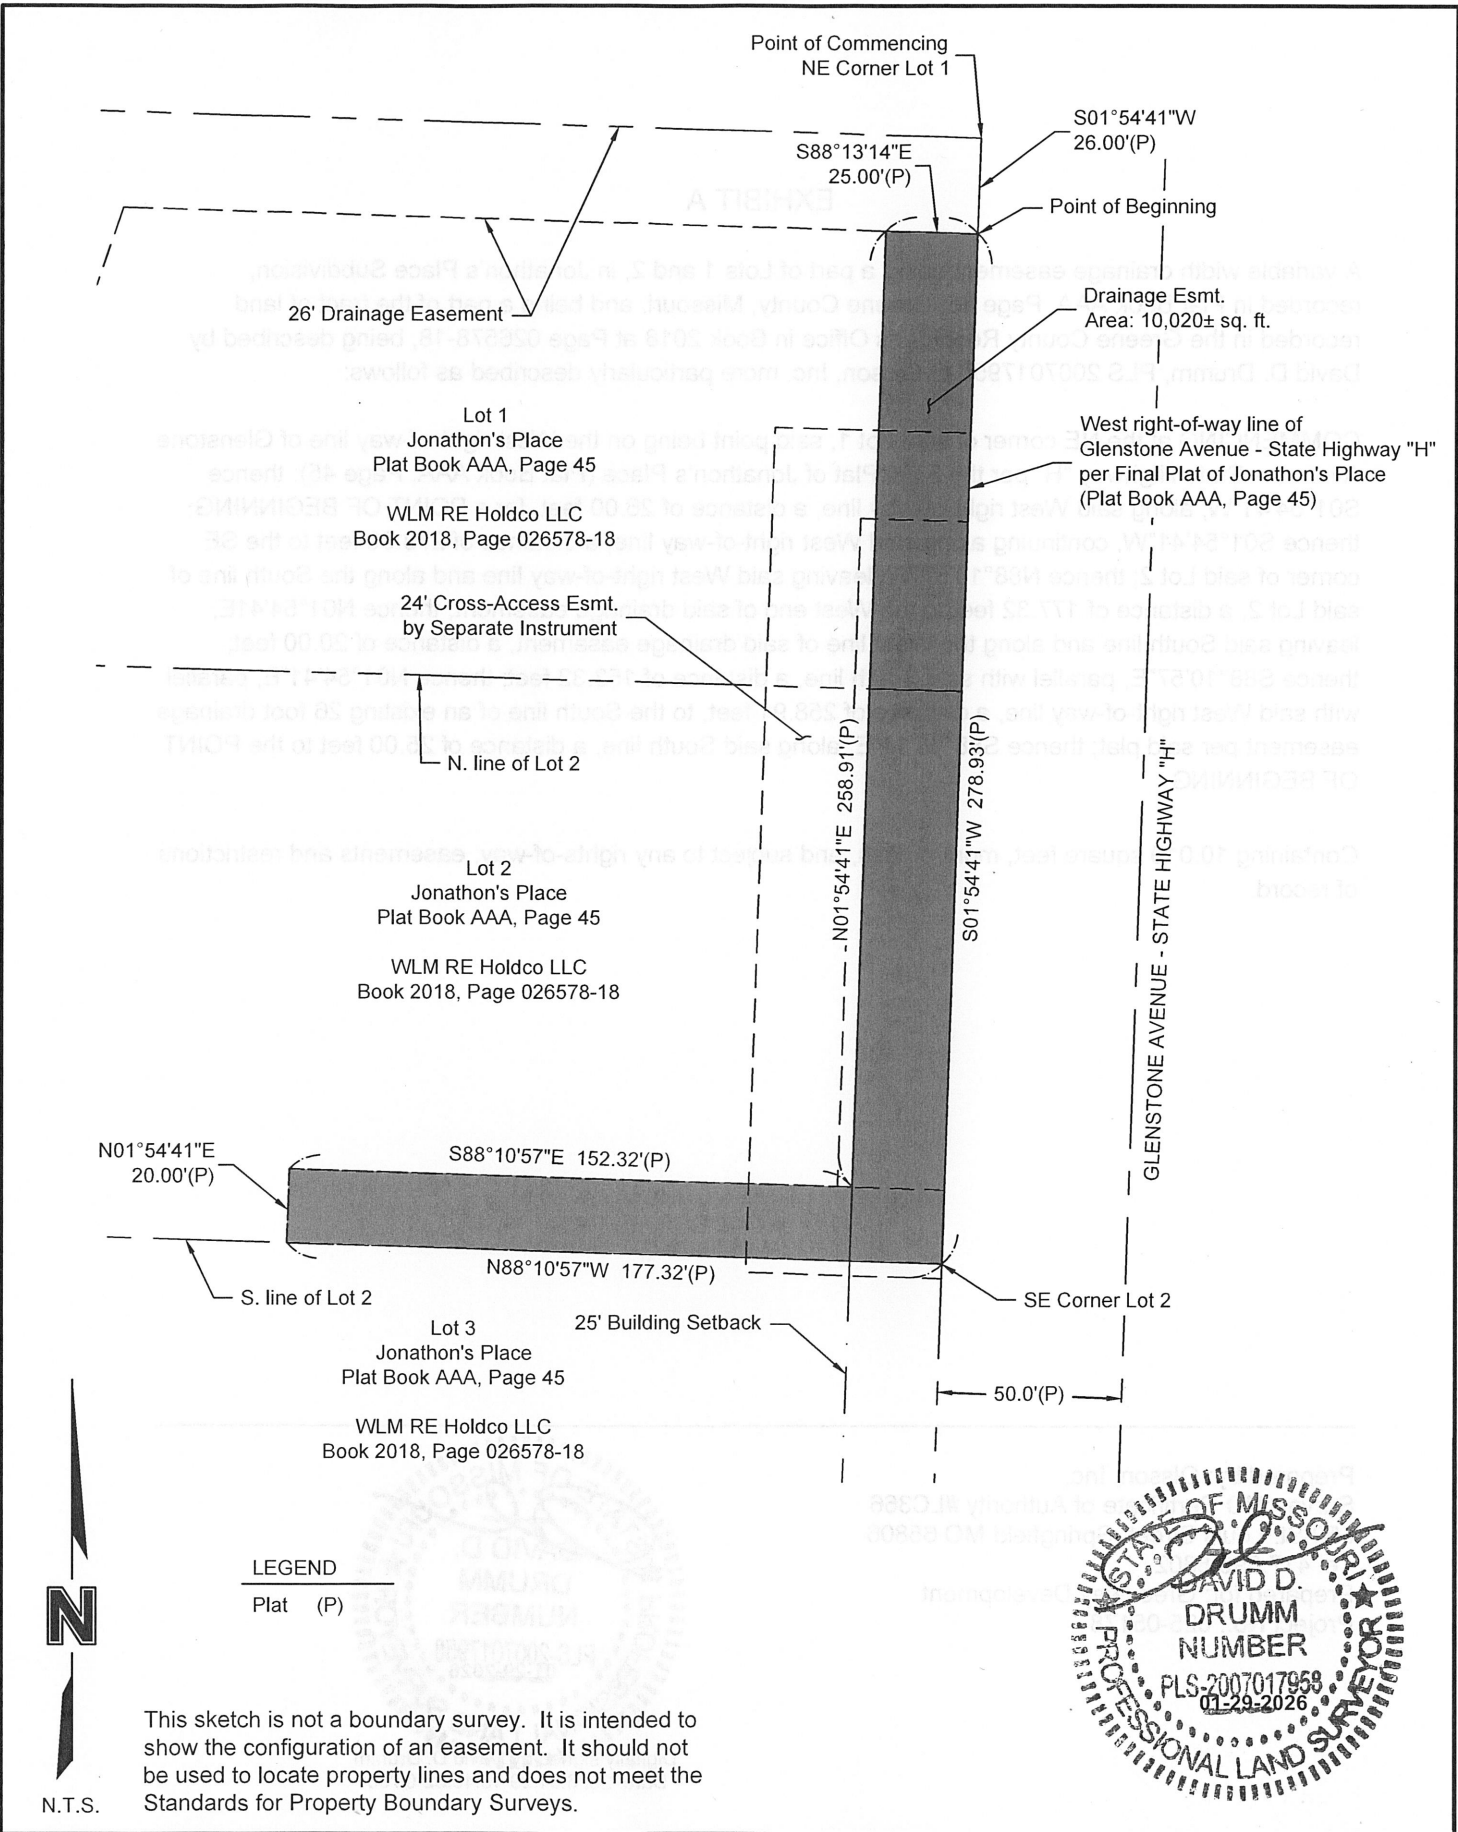 Point of Commencing
NE Corner Lot 1
S01°54'41"W
26.00'(P)
S88°13'14"E
25.00'(P)
Point of Beginning
26' Drainage Easement
Drainage Esmt.
Area: 10,020± sq. ft.
Lot 1
Jonathon's Place
Plat Book AAA, Page 45
WLM RE Holdco LLC
Book 2018, Page 026578-18
West right-of-way line of
Glenstone Avenue - State Highway "H"
per Final Plat of Jonathon's Place
(Plat Book AAA, Page 45)
24' Cross-Access Esmt.
by Separate Instrument
N. line of Lot 2
N01°54'41"E 258.91'(P)
S01°54'41"W 278.93'(P)
GLENSTONE AVENUE - STATE HIGHWAY "H"
Lot 2
Jonathon's Place
Plat Book AAA, Page 45
WLM RE Holdco LLC
Book 2018, Page 026578-18
N01°54'41"E
20.00'(P)
S88°10'57"E 152.32'(P)
N88°10'57"W 177.32'(P)
S. line of Lot 2
SE Corner Lot 2
25' Building Setback
Lot 3
Jonathon's Place
Plat Book AAA, Page 45
WLM RE Holdco LLC
Book 2018, Page 026578-18
50.0'(P)
LEGEND
Plat (P)
N
N.T.S.
This sketch is not a boundary survey. It is intended to
show the configuration of an easement. It should not
be used to locate property lines and does not meet the
Standards for Property Boundary Surveys.
STATE OF MISSOURI
DAVID D.
DRUMM
NUMBER
PLS-2007017958
01-29-2026
PROFESSIONAL LAND SURVEYOR